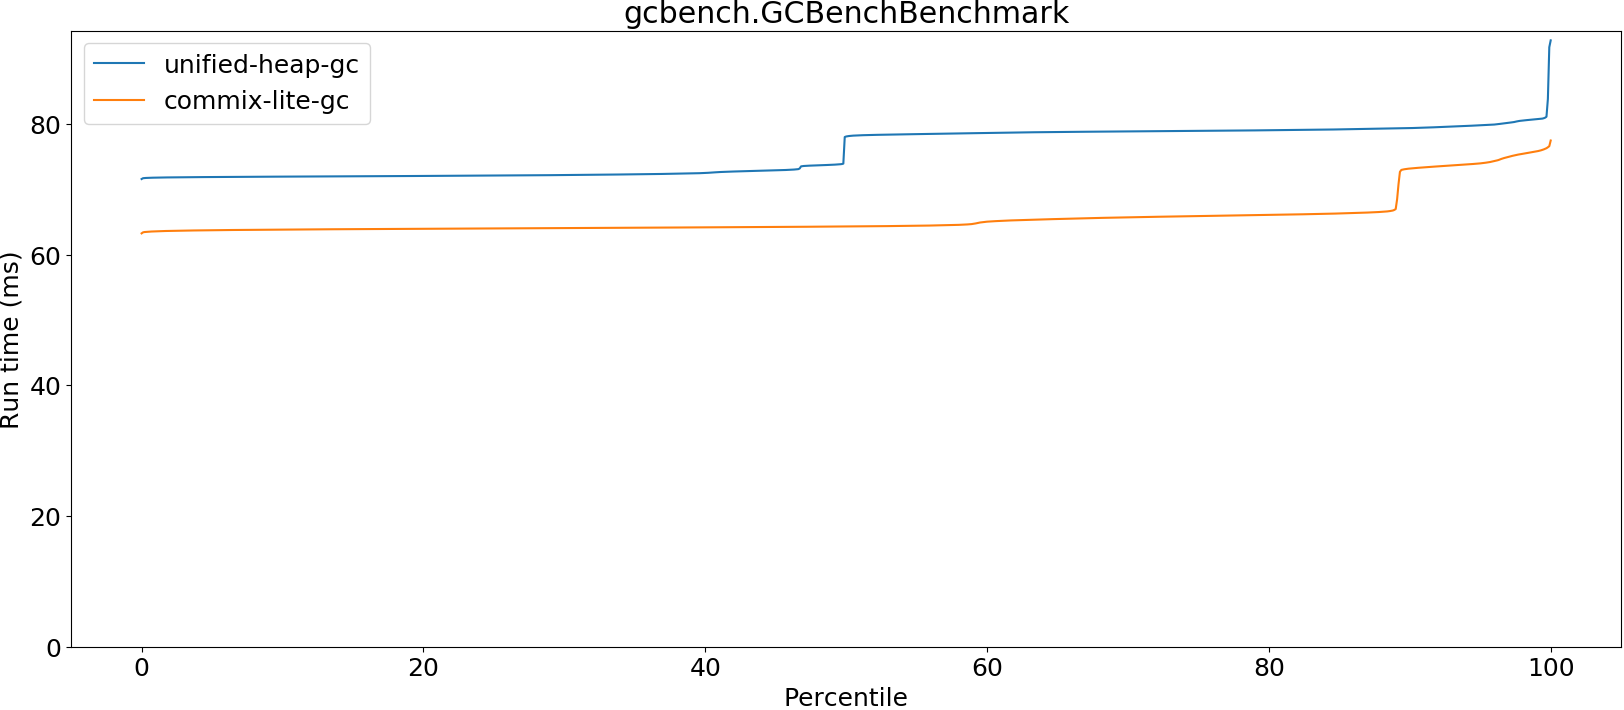 gcbench.GCBenchBenchmark
unified-heap-gc
commix-lite-gc
80
60
40
20
0
Run time (ms)
0 20 40 60 80 100
Percentile